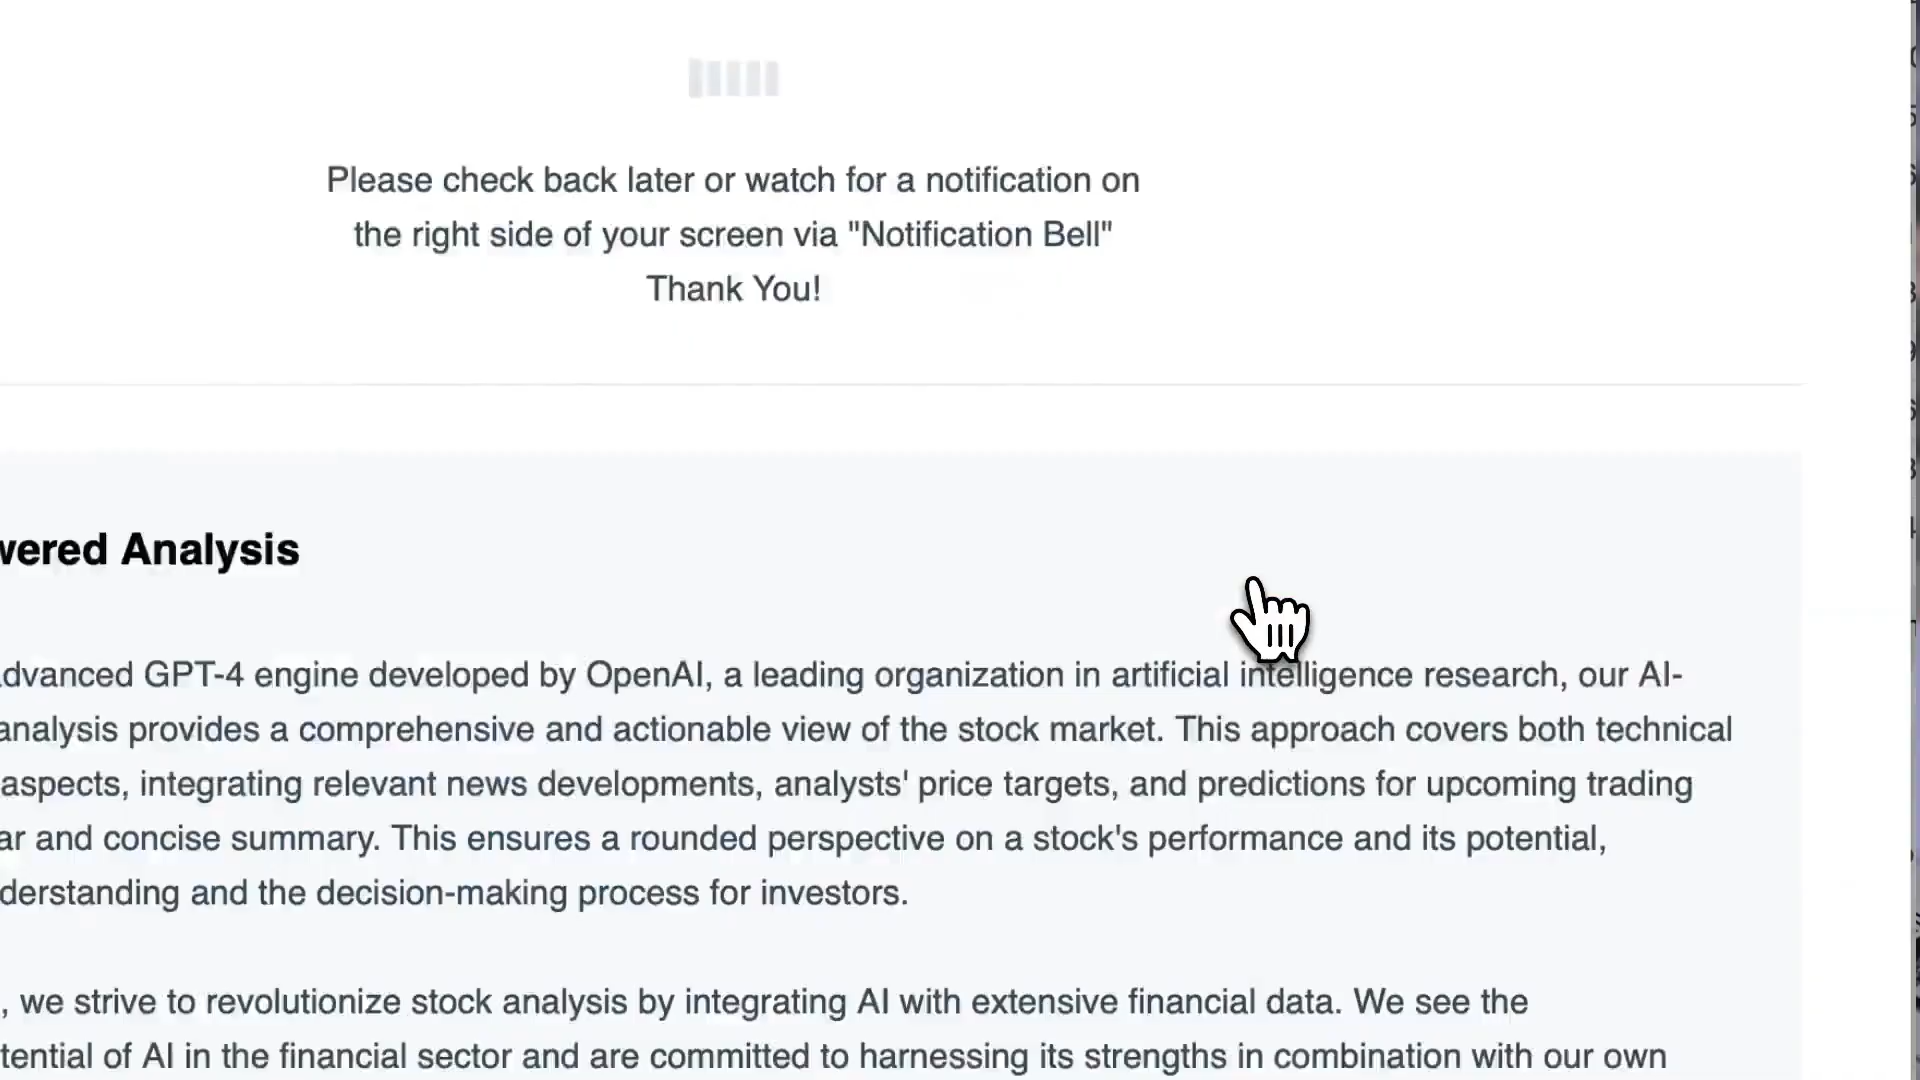 Please check back later or watch for a notification on
the right side of your screen via "Notification Bell"
Thank You!
Analysis
GPT-4 engine developed by OpenAI, a leading organization in artificial intelligence research, our AI-
analysis provides a comprehensive and actionable view of the stock market. This approach covers both technical
aspects, integrating relevant news developments, analysts' price targets, and predictions for upcoming trading
and concise summary. This ensures a rounded perspective on a stock's performance and its potential,
and the decision-making process for investors.
, we strive to revolutionize stock analysis by integrating AI with extensive financial data. We see the
of AI in the financial sector and are committed to harnessing its strengths in combination with our own